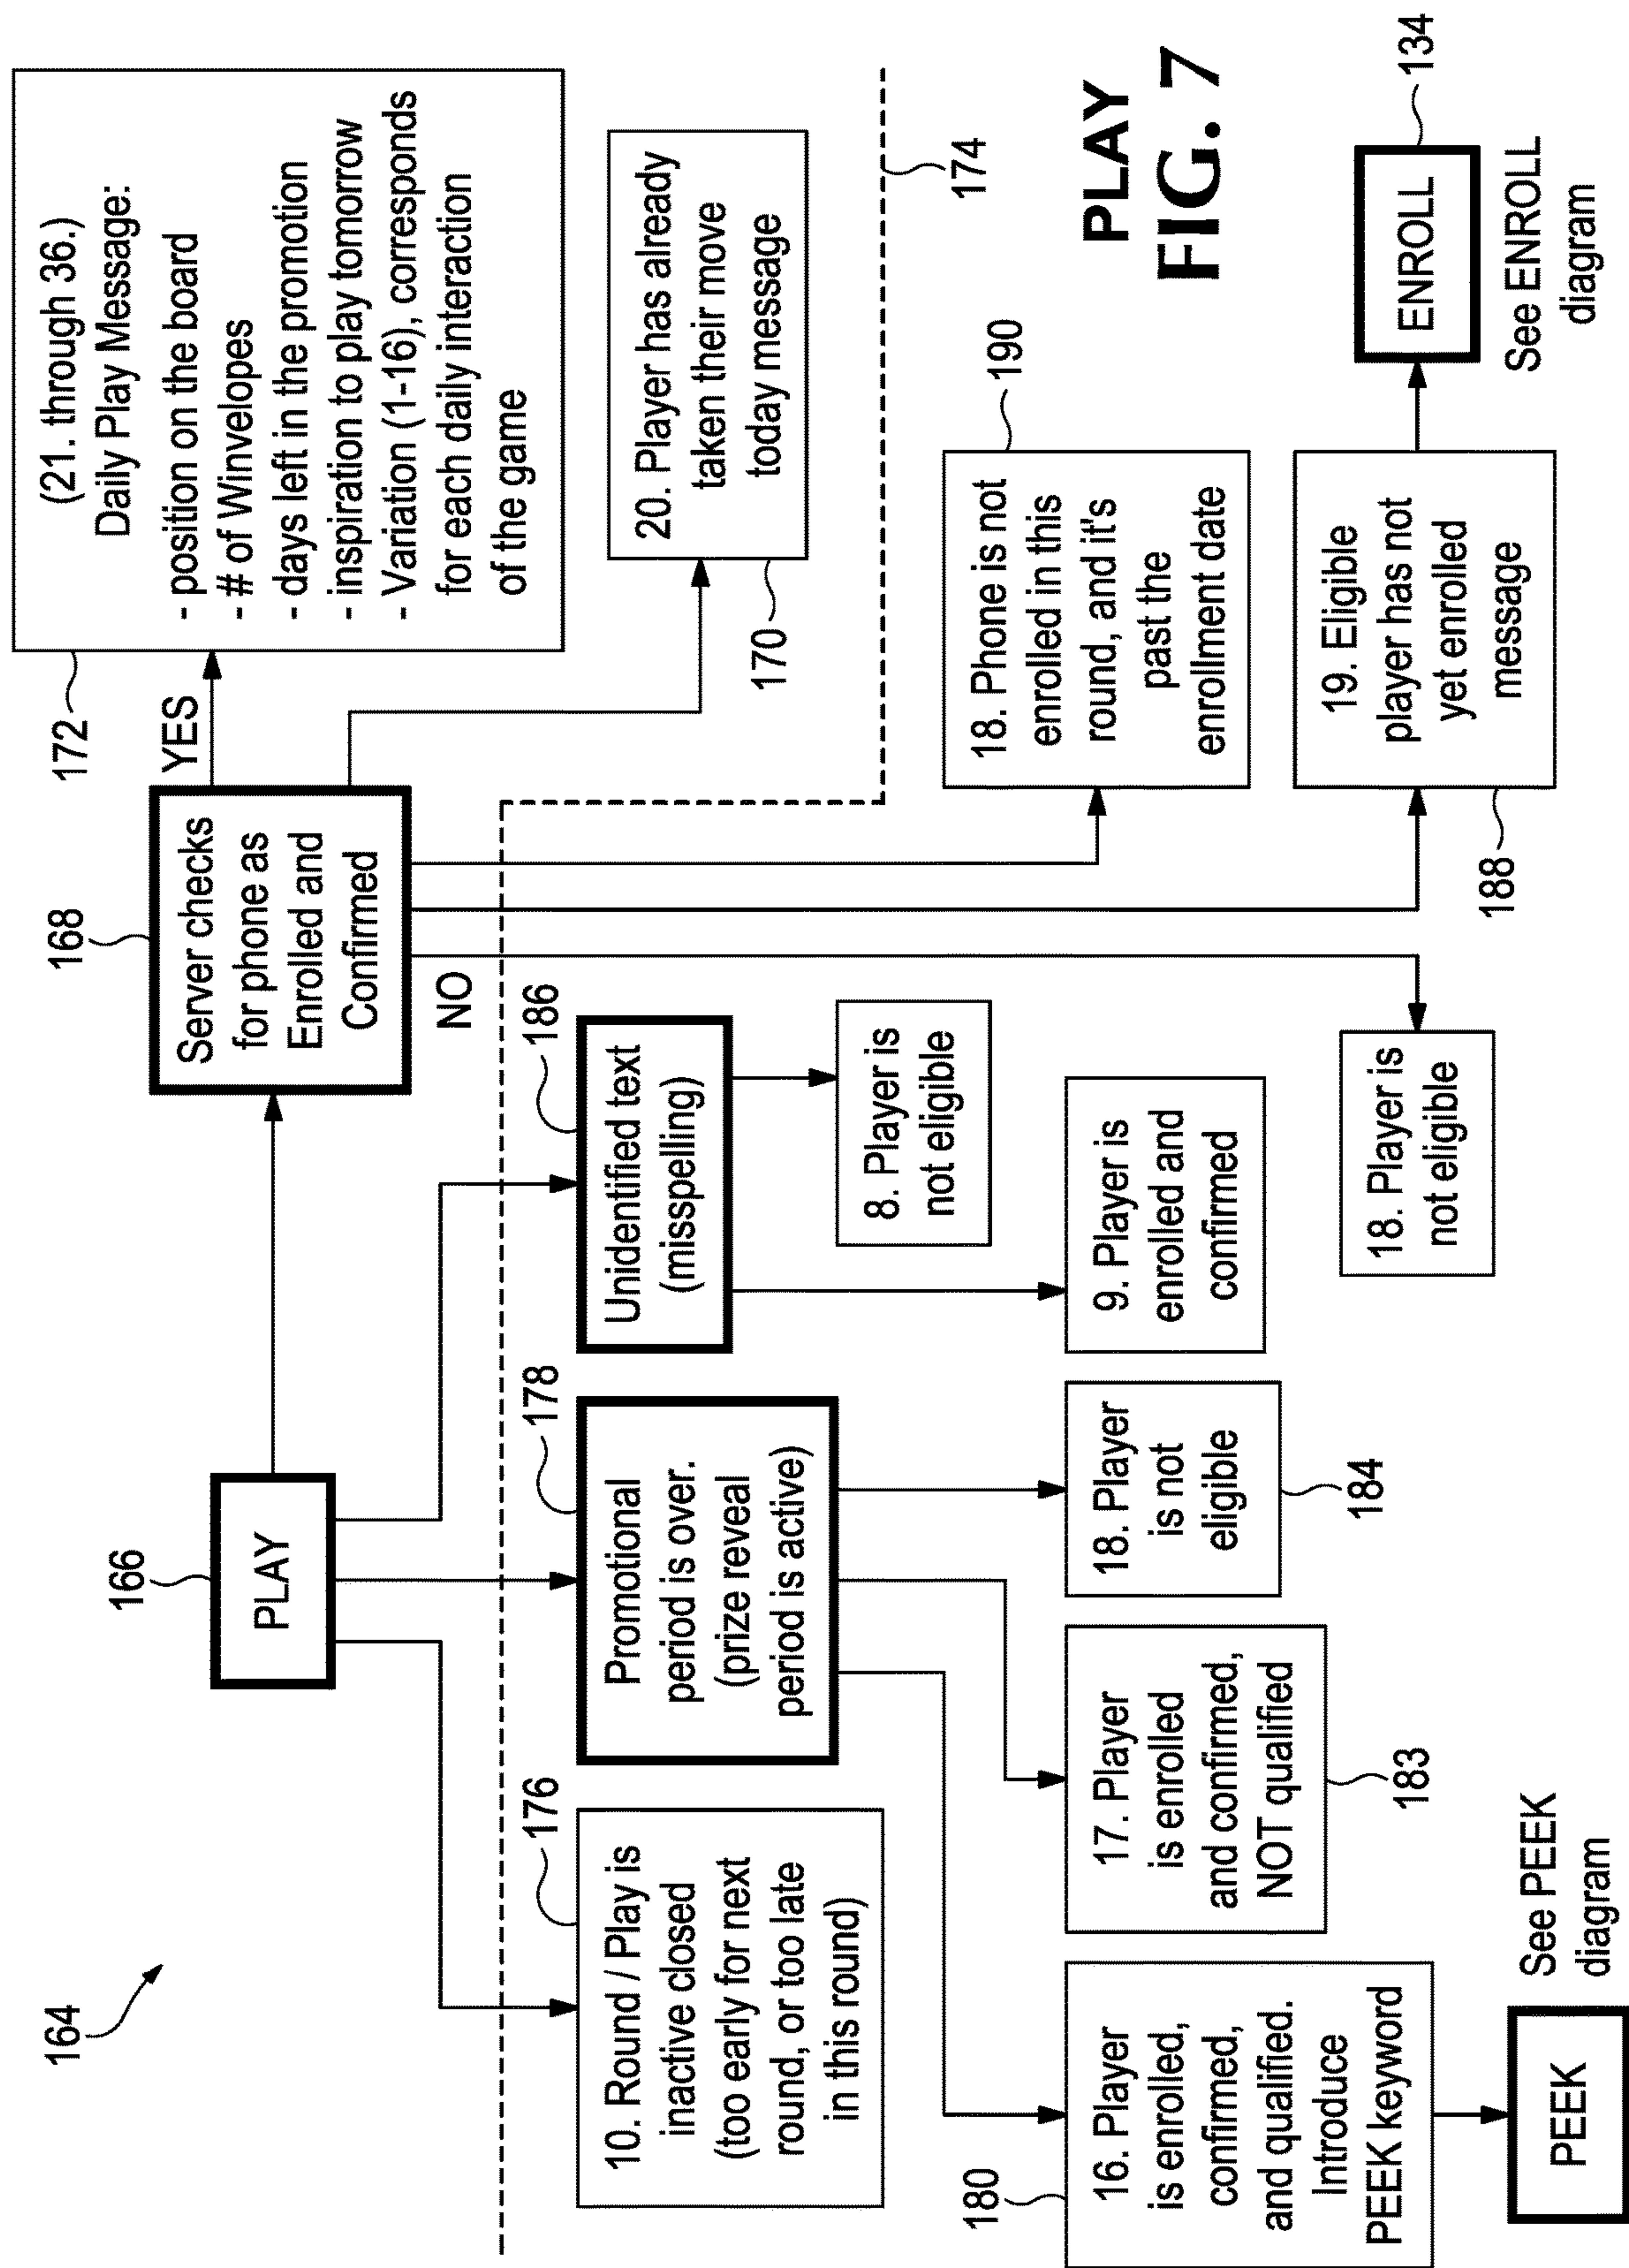 164
166
PLAY
168
Server checks
for phone as
Enrolled and
Confirmed
YES
NO
172
(21. through 36.)
Daily Play Message:
- position on the board
- # of Winvelopes
- days left in the promotion
- inspiration to play tomorrow
- Variation (1-16), corresponds
for each daily interaction
of the game
20. Player has already
taken their move
today message
170
174
176
10. Round / Play is
inactive closed
(too early for next
round, or too late
in this round)
178
Promotional
period is over.
(prize reveal
period is active)
186
Unidentified text
(misspelling)
8. Player is
not eligible
9. Player is
enrolled and
confirmed
180
16. Player
is enrolled,
confirmed,
and qualified.
Introduce
PEEK keyword
17. Player
is enrolled
and confirmed,
NOT qualified
183
18. Player
is not
eligible
184
18. Player is
not eligible
18. Phone is not
enrolled in this
round, and it's
past the
enrollment date
190
19. Eligible
player has not
yet enrolled
message
188
ENROLL
134
See ENROLL
diagram
PEEK
See PEEK
diagram
PLAY
FIG. 7